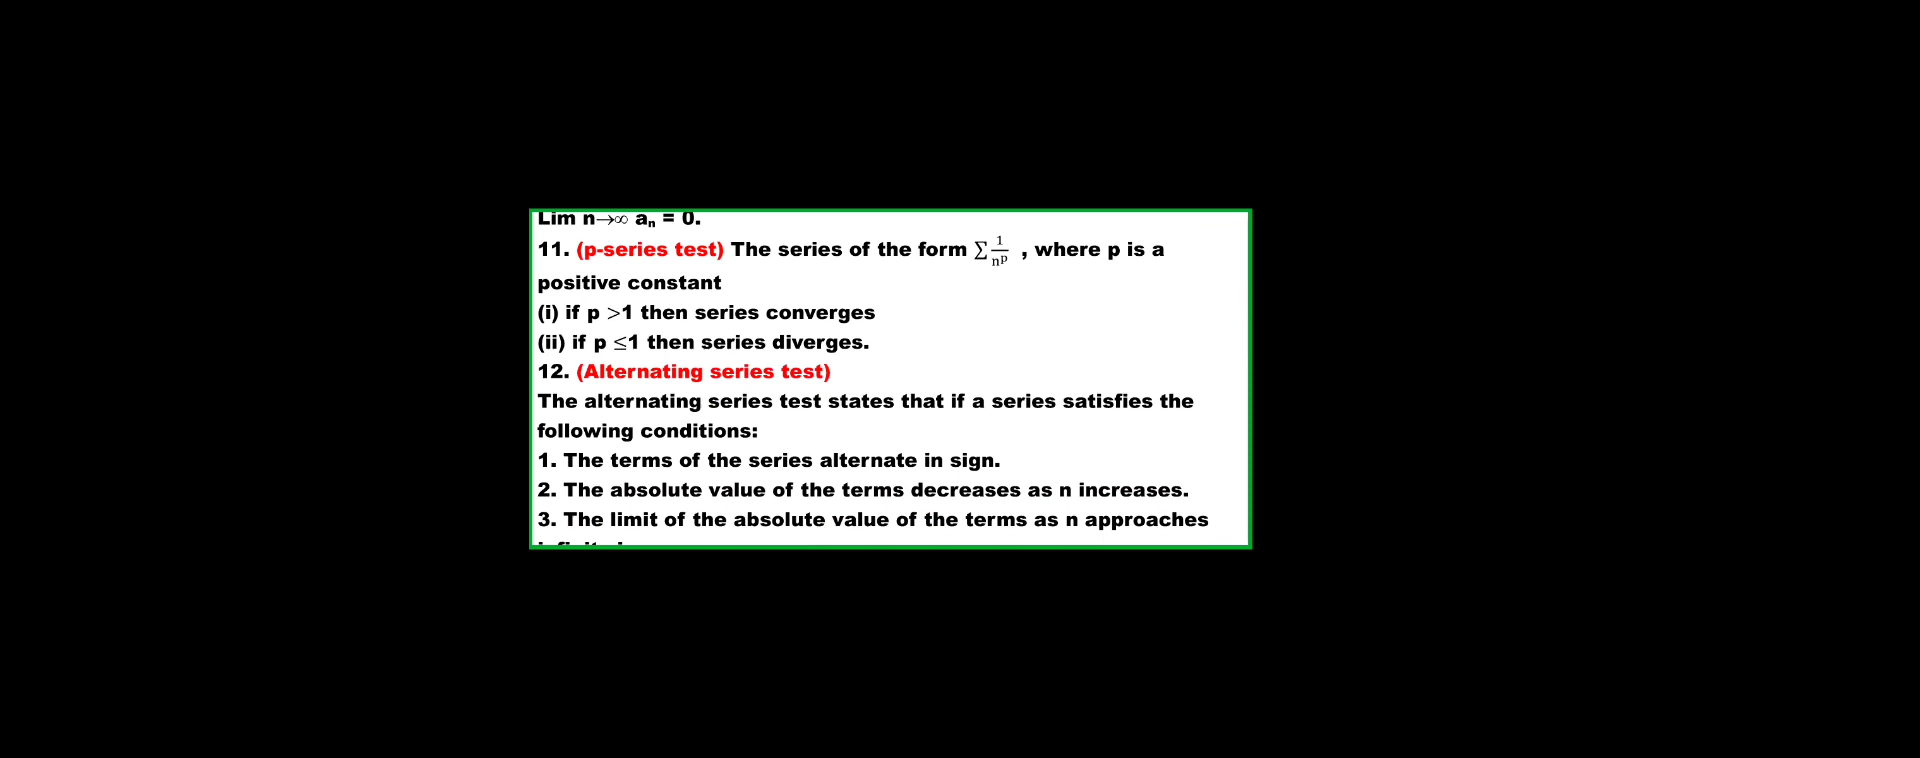 Lim n→∞ aₙ = 0.
11. (p-series test) The series of the form ∑ 1/nᵖ , where p is a
positive constant
(i) if p >1 then series converges
(ii) if p ≤1 then series diverges.
12. (Alternating series test)
The alternating series test states that if a series satisfies the
following conditions:
1. The terms of the series alternate in sign.
2. The absolute value of the terms decreases as n increases.
3. The limit of the absolute value of the terms as n approaches